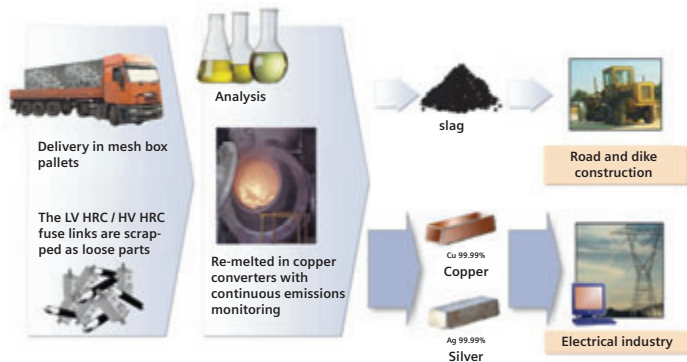 Delivery in mesh box
pallets
The LV HRC / HV HRC
fuse links are scrap-
ped as loose parts
Analysis
Re-melted in copper
converters with
continuous emissions
monitoring
slag
Road and dike
construction
Cu 99.99%
Copper
Ag 99.99%
Silver
Electrical industry